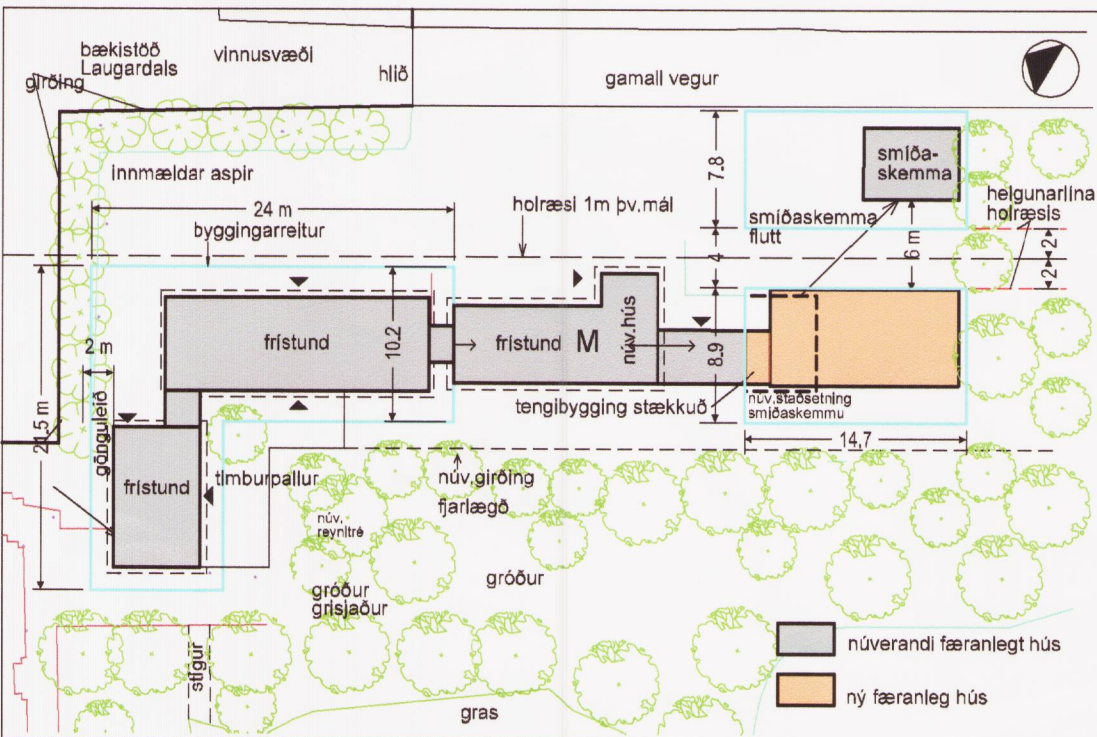 bækistöð
Laugardals
vinnusvæði
girðing
hlið
gamall vegur
innmældar aspir
24 m
byggingarreitur
holræsi 1m þv.mál
smíðaskemma
flutt
smíða-
skemma
helgunarlína
holræsis
7.8
4
6 m
2
2
frístund
10.2
frístund
M
núv.hús
8.9
2 m
21,5 m
gönguleið
tengibygging stækkuð
núv.staðsetning
smíðaskemmu
14,7
frístund
timburpallur
núv.girðing
fjarlægð
núv.
reynitré
gróður
gróður
grisjaður
stígur
gras
núverandi færanlegt hús
ný færanleg hús